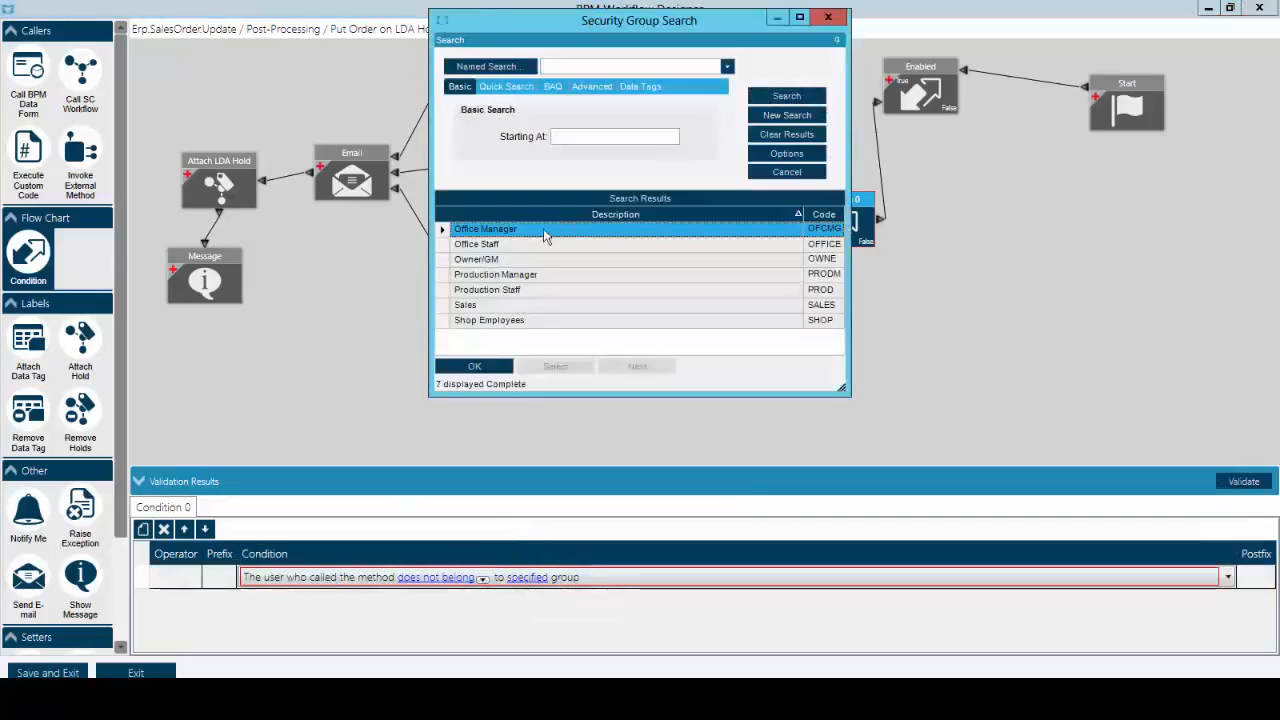 BPM Workflow Designer
Erp.SalesOrder.Update / Post-Processing / Put Order on LDA Ho
Callers
Call BPM
Data
Form
Call SC
Workflow
Execute
Custom
Code
Invoke
External
Method
Flow Chart
Condition
Labels
Attach
Data Tag
Attach
Hold
Remove
Data Tag
Remove
Holds
Other
Notify Me
Raise
Exception
Send E-
mail
Show
Message
Setters
Save and Exit
Exit
Attach LDA Hold
Message
Email
Security Group Search
Search
Named Search...
Basic
Quick Search
BAQ
Advanced
Data Tags
Basic Search
Starting At:
Search
New Search
Clear Results
Options
Cancel
Search Results
Description
Code
Office Manager
OFCMG
Office Staff
OFFICE
Owner/GM
OWNE
Production Manager
PRODM
Production Staff
PROD
Sales
SALES
Shop Employees
SHOP
OK
Select
Next
7 displayed Complete
0
False
Enabled
True
False
Start
Validation Results
Validate
Condition 0
Operator
Prefix
Condition
Postfix
The user who called the method does not belong to specified group